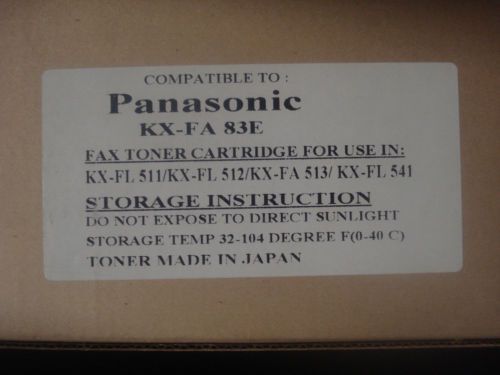 COMPATIBLE TO :
Panasonic
KX-FA 83E
FAX TONER CARTRIDGE FOR USE IN:
KX-FL 511/KX-FL 512/KX-FA 513/ KX-FL 541
STORAGE INSTRUCTION
DO NOT EXPOSE TO DIRECT SUNLIGHT
STORAGE TEMP 32-104 DEGREE F(0-40 C)
TONER MADE IN JAPAN